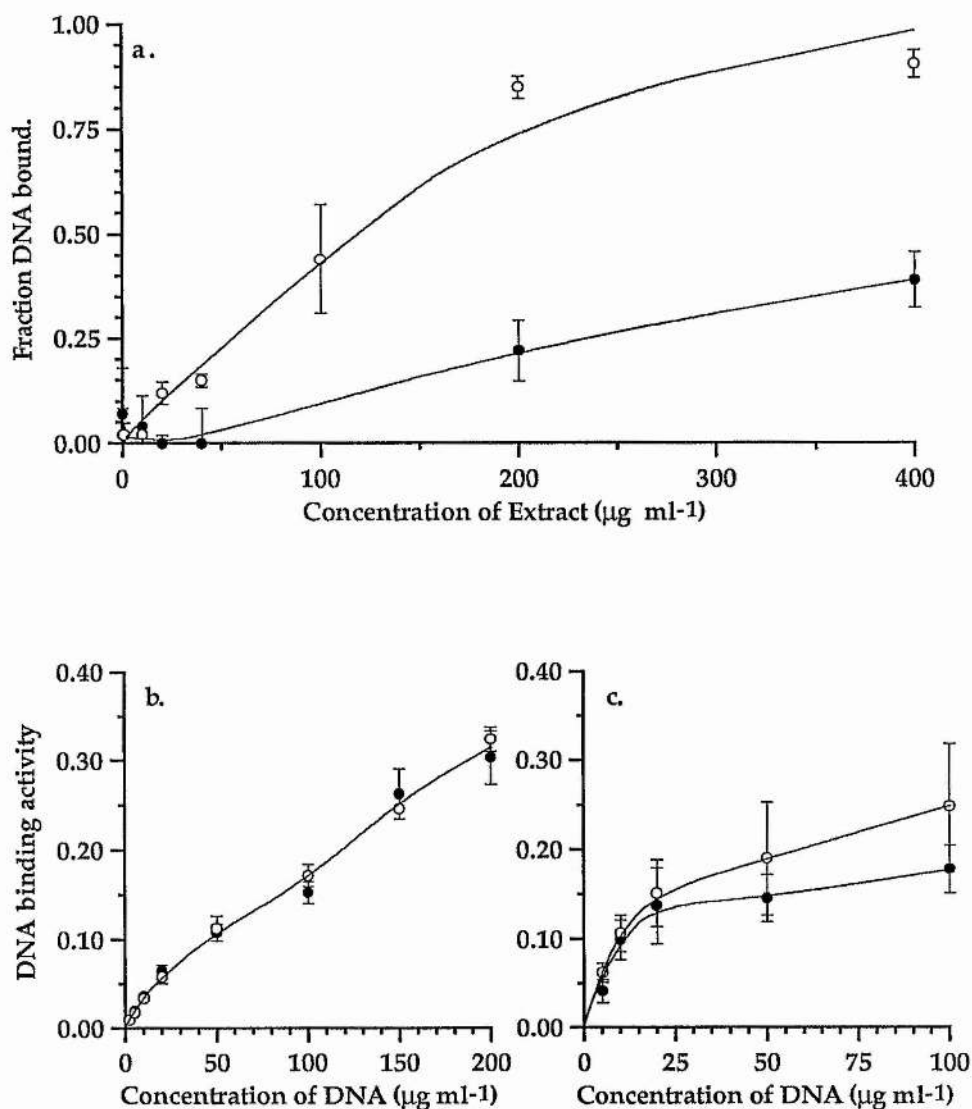 a.
1.00
0.75
0.50
0.25
0.00
Fraction DNA bound.
0 100 200 300 400
Concentration of Extract (µg ml-1)
b.
0.40
0.30
0.20
0.10
0.00
DNA binding activity
0 50 100 150 200
Concentration of DNA (µg ml-1)
c.
0.40
0.30
0.20
0.10
0.00
0 25 50 75 100
Concentration of DNA (µg ml-1)